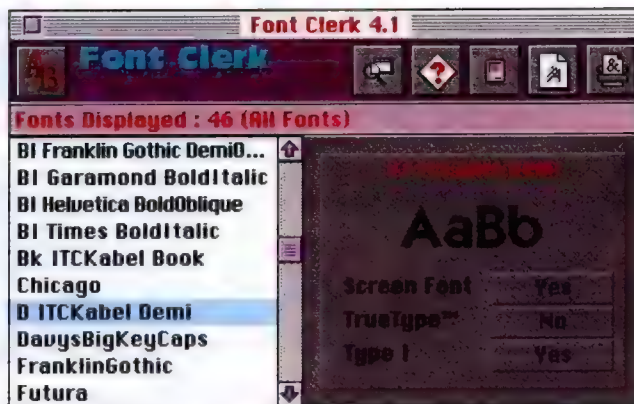 Font Clerk 4.1
Font Clerk
Fonts Displayed : 46 (All Fonts)
BI Franklin Gothic DemiO...
BI Garamond BoldItalic
BI Helvetica BoldOblique
BI Times BoldItalic
Bk ITCKabel Book
Chicago
D ITCKabel Demi
DavysBigKeyCaps
FranklinGothic
Futura
AaBb
Screen Font Yes
TrueType™ No
Type 1 Yes